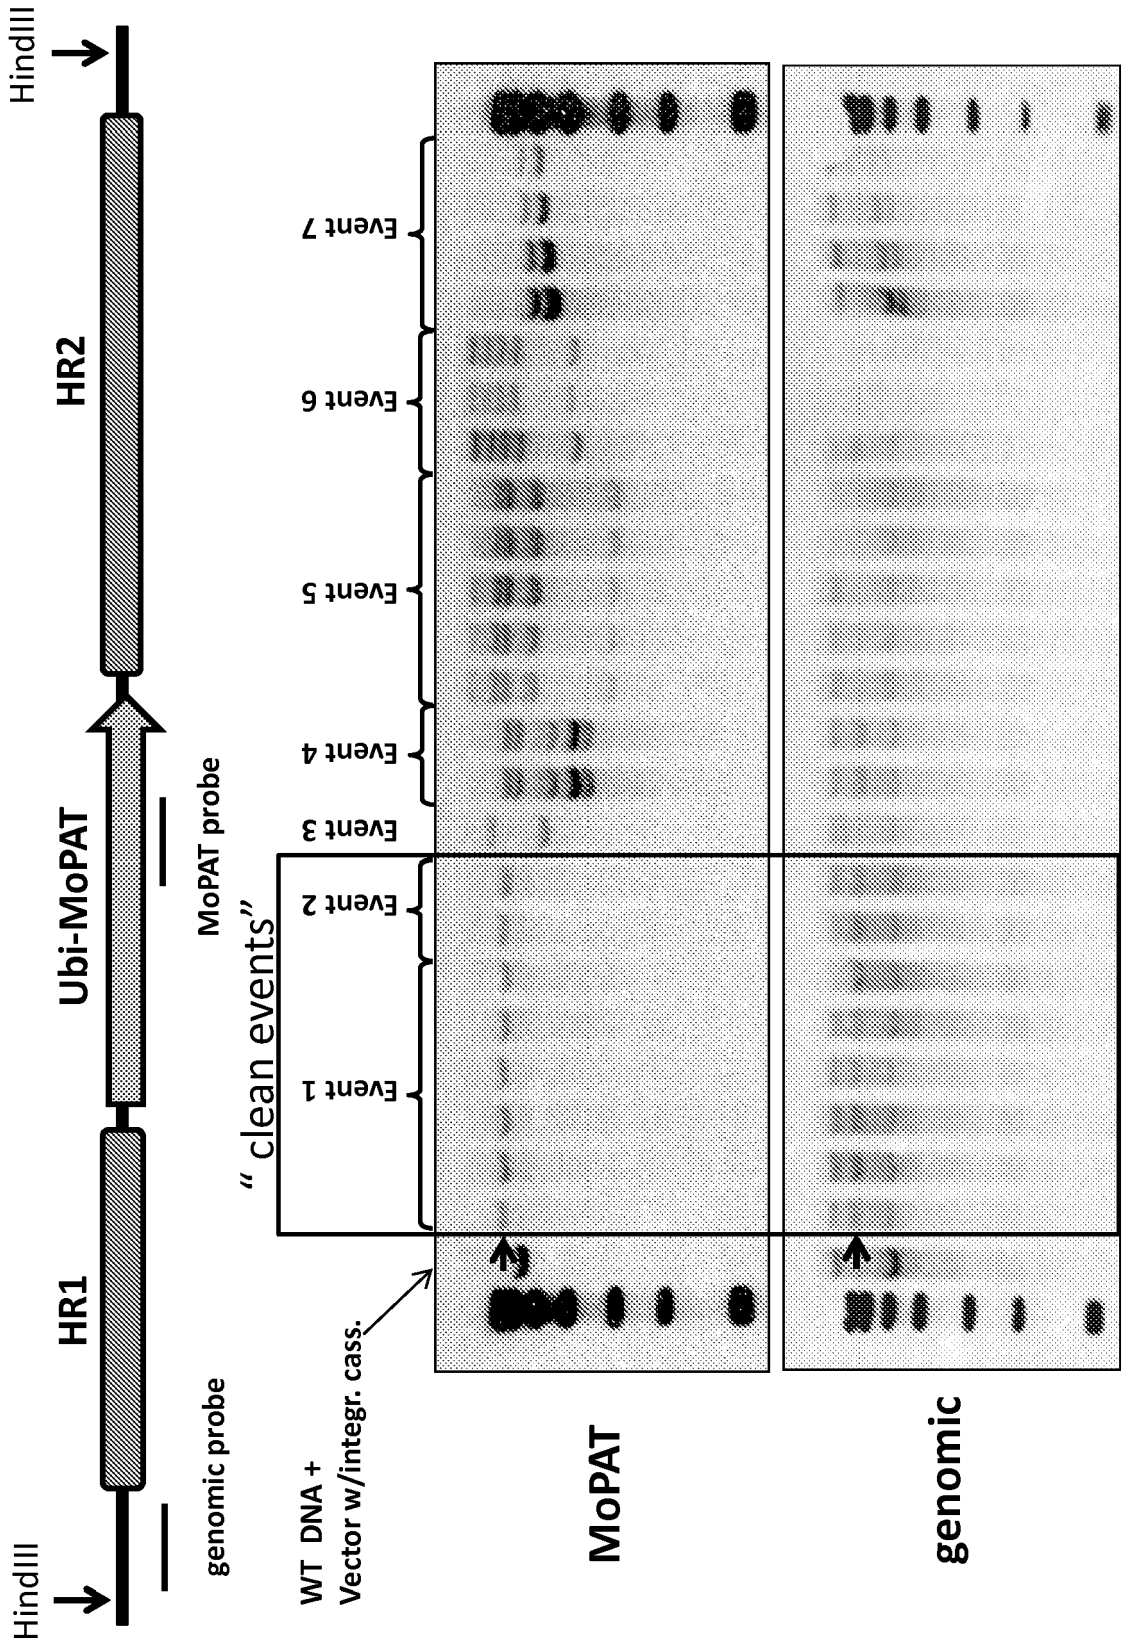 HindIII
HindIII
HR1
Ubi-MoPAT
HR2
genomic probe
MoPAT probe
“ clean events”
WT DNA +
Vector w/integr. cass.
Event 1
Event 2
Event 3
Event 4
Event 5
Event 6
Event 7
MoPAT
genomic